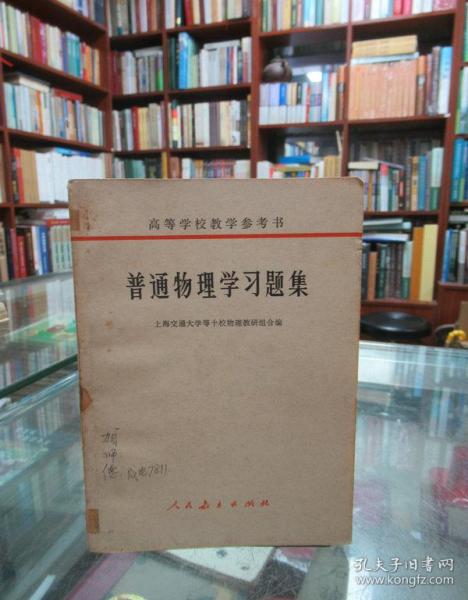 高等学校教学参考书
普通物理学习题集
上海交通大学等十校物理教研组合编
师
德
人民教育出版社
孔夫子旧书网
www.kongfz.com